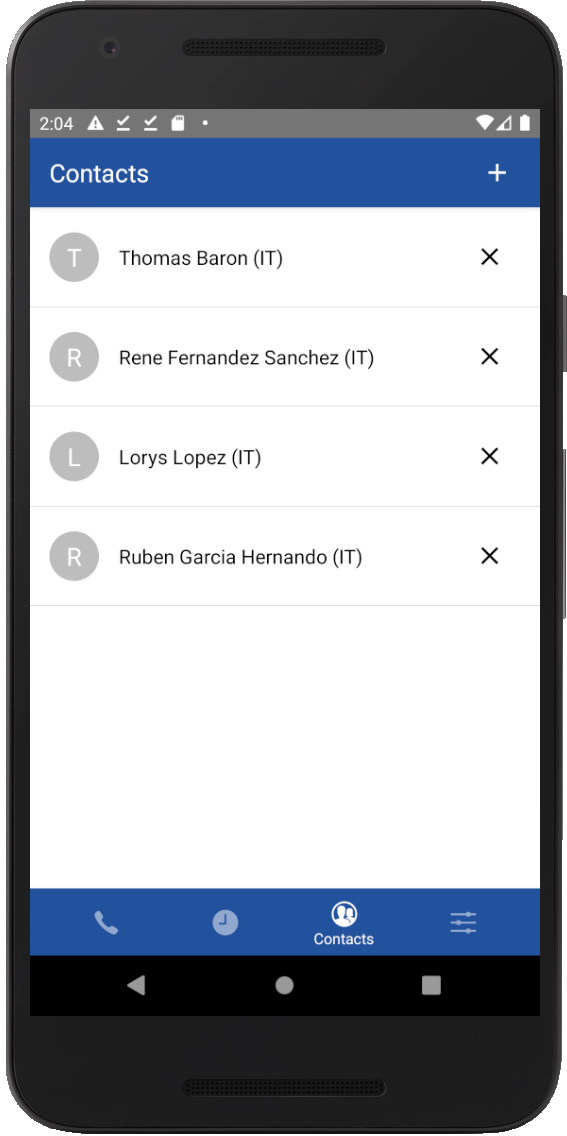 2:04
Contacts
T
Thomas Baron (IT)
R
Rene Fernandez Sanchez (IT)
L
Lorys Lopez (IT)
R
Ruben Garcia Hernando (IT)
Contacts